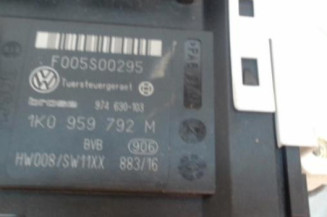 F005S00295
Tuersteuergeraet
brose 974 630-103
1K0 959 792 M
BVB 906
HW008/SW11XX 883/16